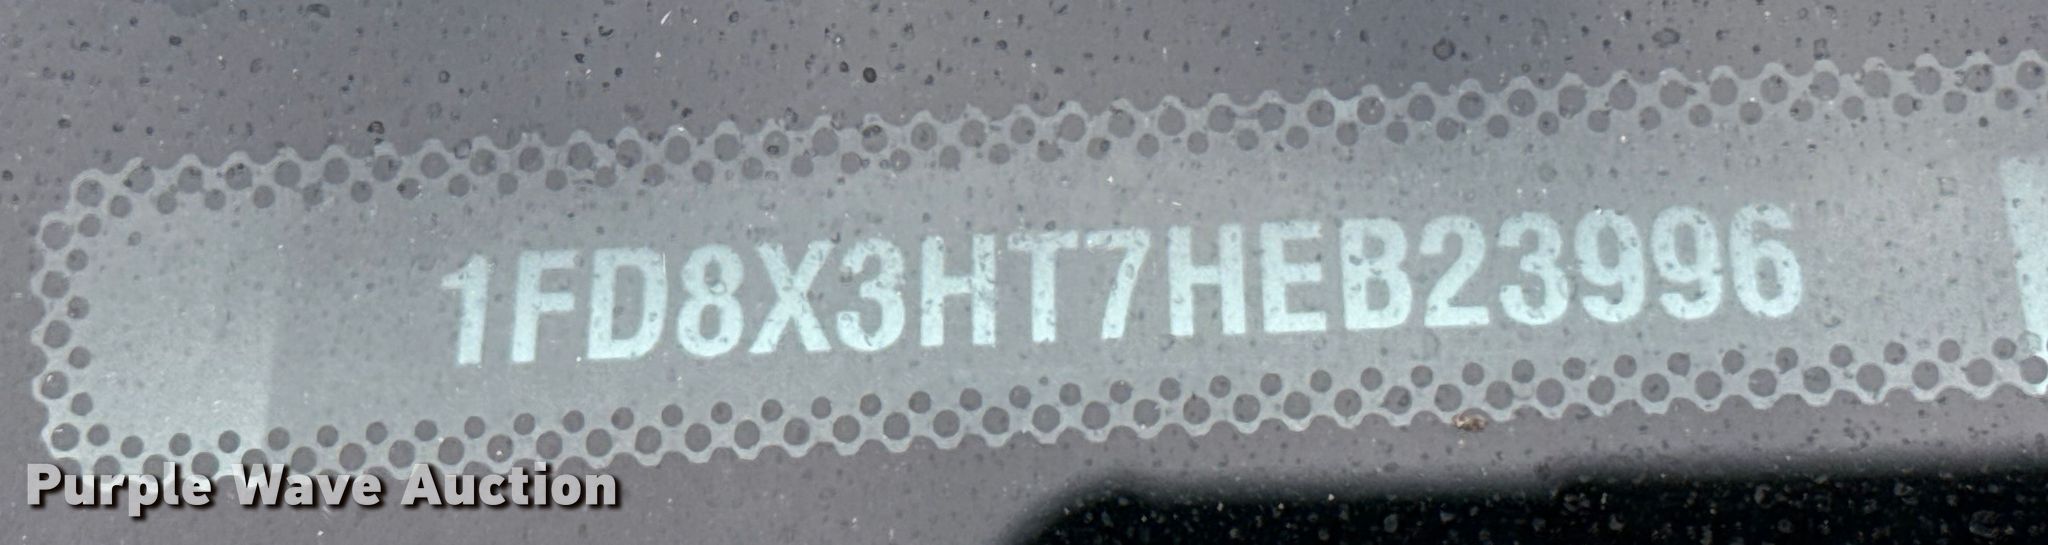 1FD8X3HT7HEB23996
Purple Wave Auction